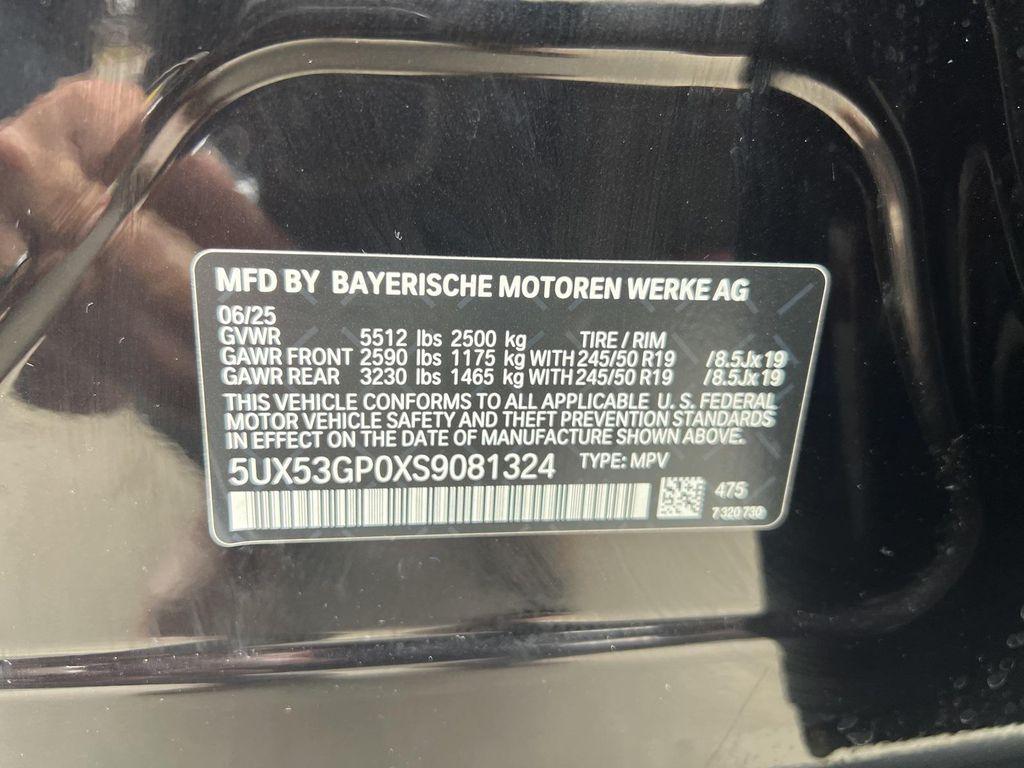 MFD BY BAYERISCHE MOTOREN WERKE AG
06/25
GVWR 5512 lbs 2500 kg TIRE / RIM
GAWR FRONT 2590 lbs 1175 kg WITH 245/50 R19 /8.5Jx19
GAWR REAR 3230 lbs 1465 kg WITH 245/50 R19 /8.5Jx19
THIS VEHICLE CONFORMS TO ALL APPLICABLE U. S. FEDERAL
MOTOR VEHICLE SAFETY AND THEFT PREVENTION STANDARDS
IN EFFECT ON THE DATE OF MANUFACTURE SHOWN ABOVE.
5UX53GP0XS9081324 TYPE: MPV
475
7 320 730